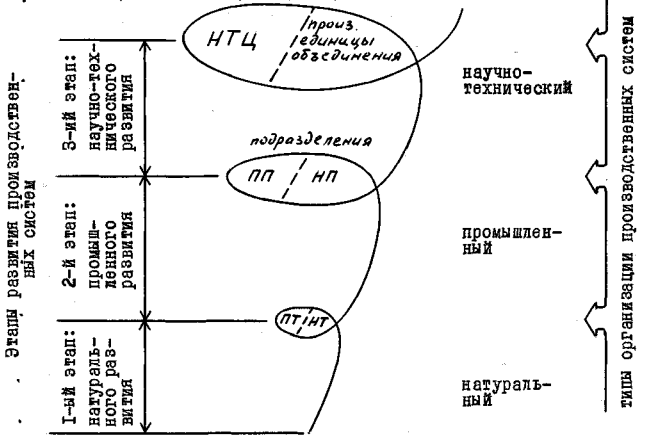 Этапы развития производствен-
ных систем
3-ий этап:
научно-тех-
нического
развития
2-й этап:
промыш-
ленного
развития
I-ый этап:
натураль-
ного раз-
вития
НТЦ
произ.
единицы
объединения
подразделения
ПП / НП
ПТ/НТ
научно-
технический
промышлен-
ный
натураль-
ный
типы организации производственных систем